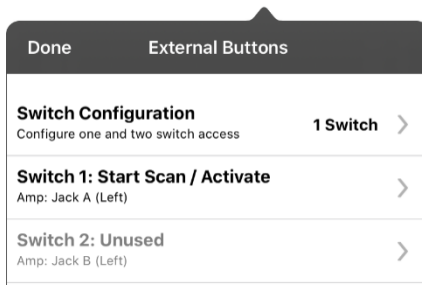 Done External Buttons
Switch Configuration
Configure one and two switch access
1 Switch
Switch 1: Start Scan / Activate
Amp: Jack A (Left)
Switch 2: Unused
Amp: Jack B (Left)